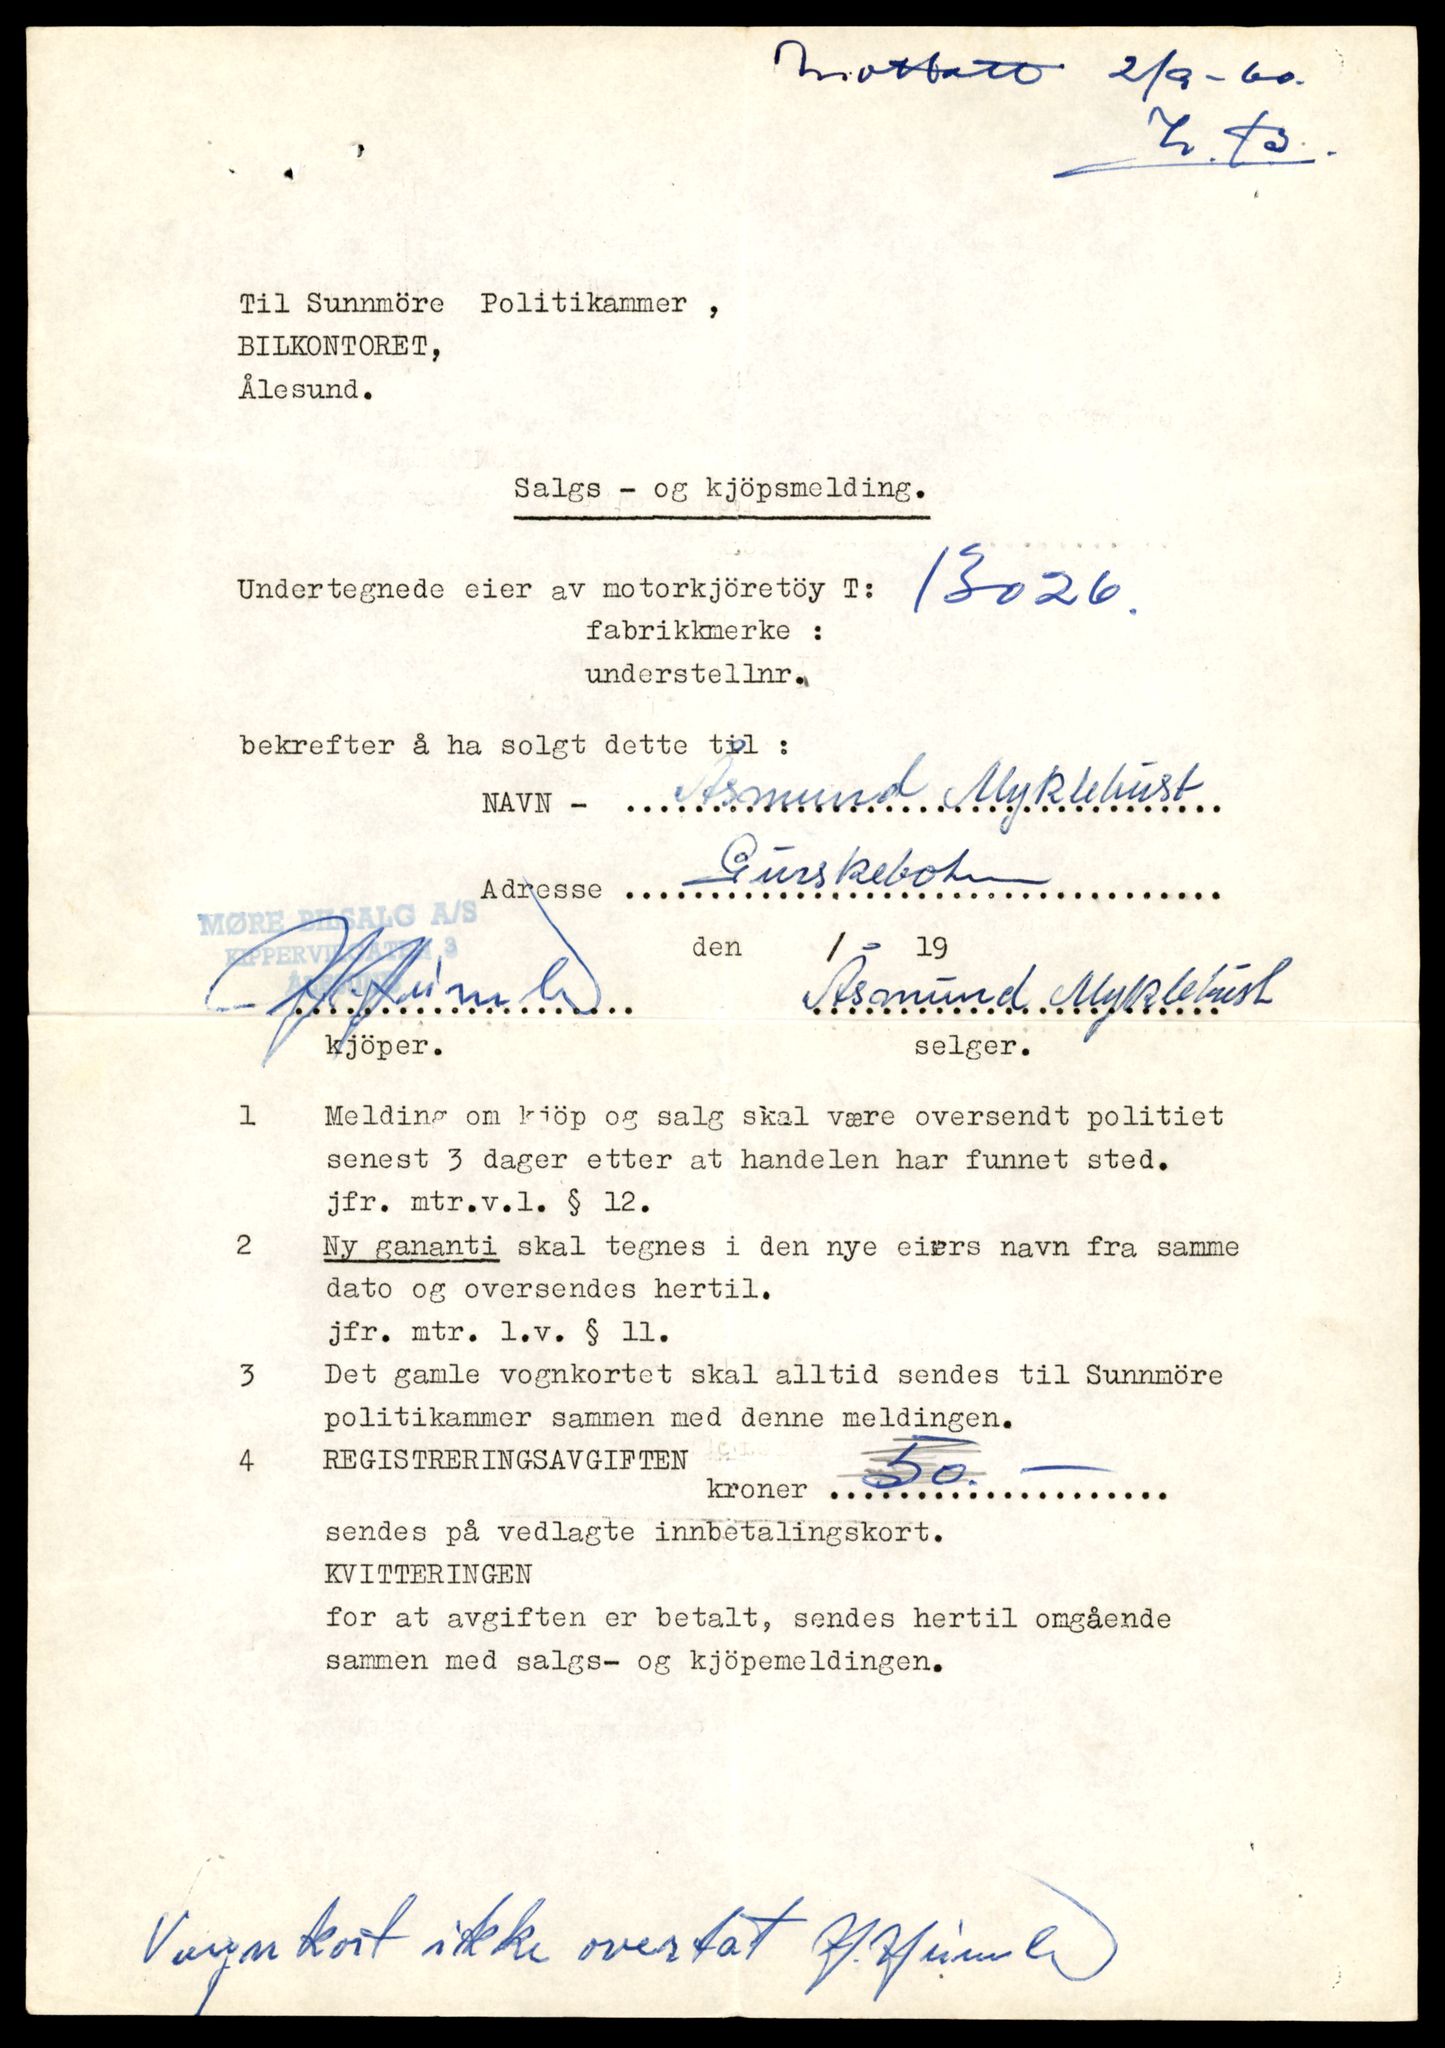 Mottatt 2/9-60.
Til Sunnmöre Politikammer ,
BILKONTORET,
Ålesund.
Salgs - og kjöpsmelding.
Undertegnede eier av motorkjöretöy T: 13026.
fabrikkmerke :
understellnr.
bekrefter å ha solgt dette til :
NAVN - Åsmund Myklebust
Adresse Gurskebotn
MØRE BILSALG A/S
KIPPERVIKGATEN 3
ÅLESUND
den 1- 19
Åsmund Myklebust
kjöper. selger.
1 Melding om kjöp og salg skal være oversendt politiet
senest 3 dager etter at handelen har funnet sted.
jfr. mtr.v.l. § 12.
2 Ny gananti skal tegnes i den nye eiers navn fra samme
dato og oversendes hertil.
jfr. mtr. l.v. § 11.
3 Det gamle vognkortet skal alltid sendes til Sunnmöre
politikammer sammen med denne meldingen.
4 REGISTRERINGSAVGIFTEN
kroner 50.—
sendes på vedlagte innbetalingskort.
KVITTERINGEN
for at avgiften er betalt, sendes hertil omgående
sammen med salgs- og kjöpemeldingen.
Vognkort ikke overtat